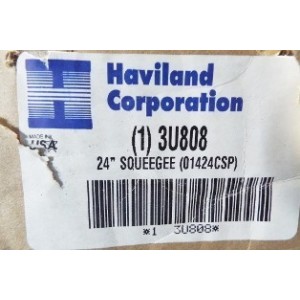 Haviland
Corporation
MADE IN
USA
(1) 3U808
24" SQUEEGEE (01424CSP)
*1 3U808*